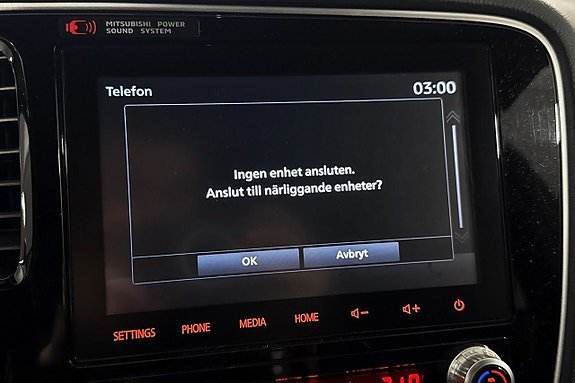 MITSUBISHI POWER
SOUND SYSTEM
Telefon 03:00
Ingen enhet ansluten.
Anslut till närliggande enheter?
OK Avbryt
SETTINGS PHONE MEDIA HOME